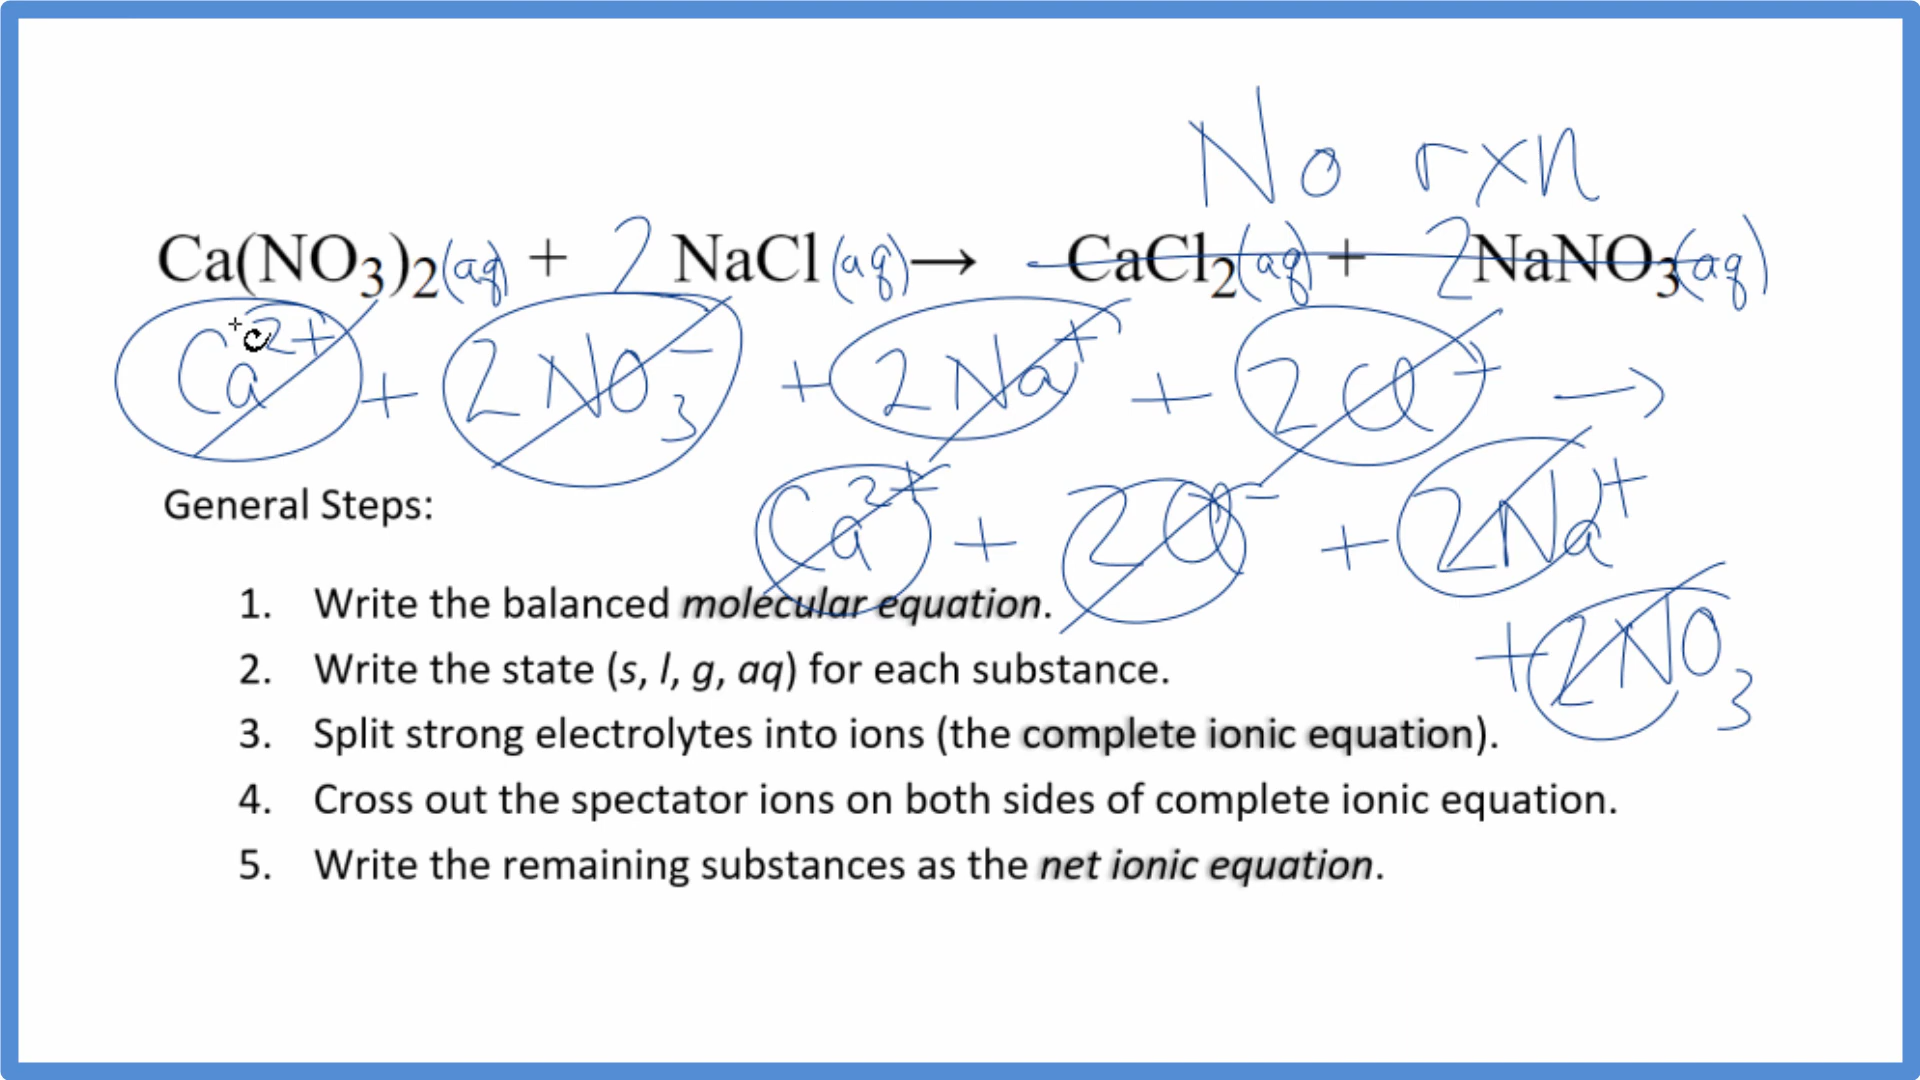 No rxn
Ca(NO₃)₂(aq) + 2 NaCl(aq) → CaCl₂(aq) + 2NaNO₃(aq)
Ca²⁺ + 2NO₃⁻ + 2Na⁺ + 2Cl⁻ →
Ca²⁺ + 2Cl⁻ + 2Na⁺
+ 2NO₃
General Steps:
1. Write the balanced molecular equation.
2. Write the state (s, l, g, aq) for each substance.
3. Split strong electrolytes into ions (the complete ionic equation).
4. Cross out the spectator ions on both sides of complete ionic equation.
5. Write the remaining substances as the net ionic equation.